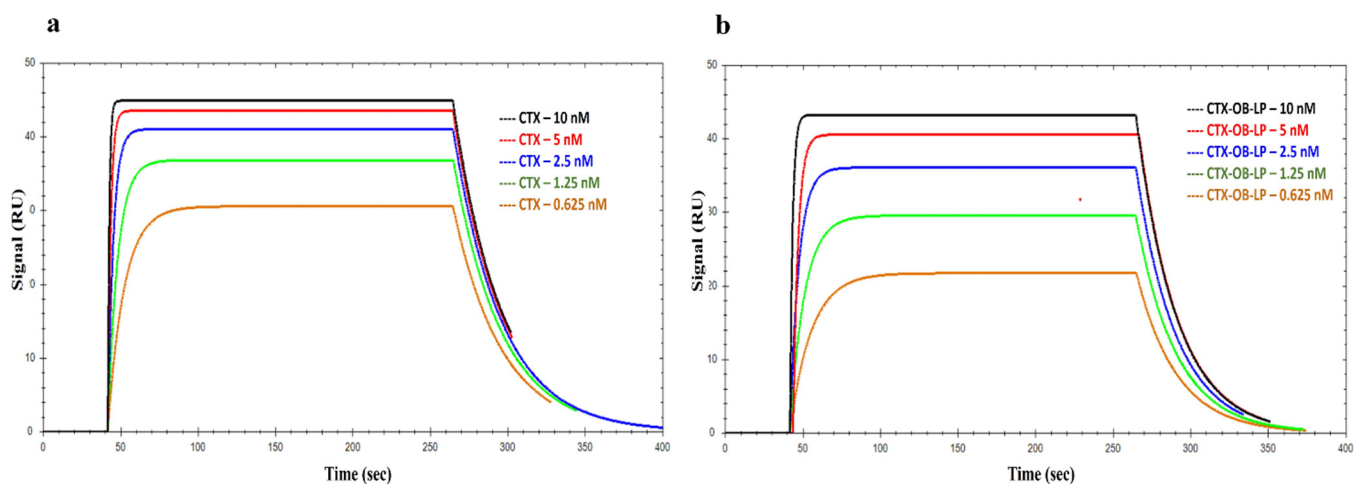 a
50
40
0
0
10
0
0
50
100
150
200
250
300
350
400
Signal (RU)
Time (sec)
CTX – 10 nM
CTX – 5 nM
CTX – 2.5 nM
CTX – 1.25 nM
CTX – 0.625 nM
b
50
40
30
20
10
0
0
50
100
150
200
250
300
350
400
Signal (RU)
Time (sec)
CTX-OB-LP – 10 nM
CTX-OB-LP – 5 nM
CTX-OB-LP – 2.5 nM
CTX-OB-LP – 1.25 nM
CTX-OB-LP – 0.625 nM